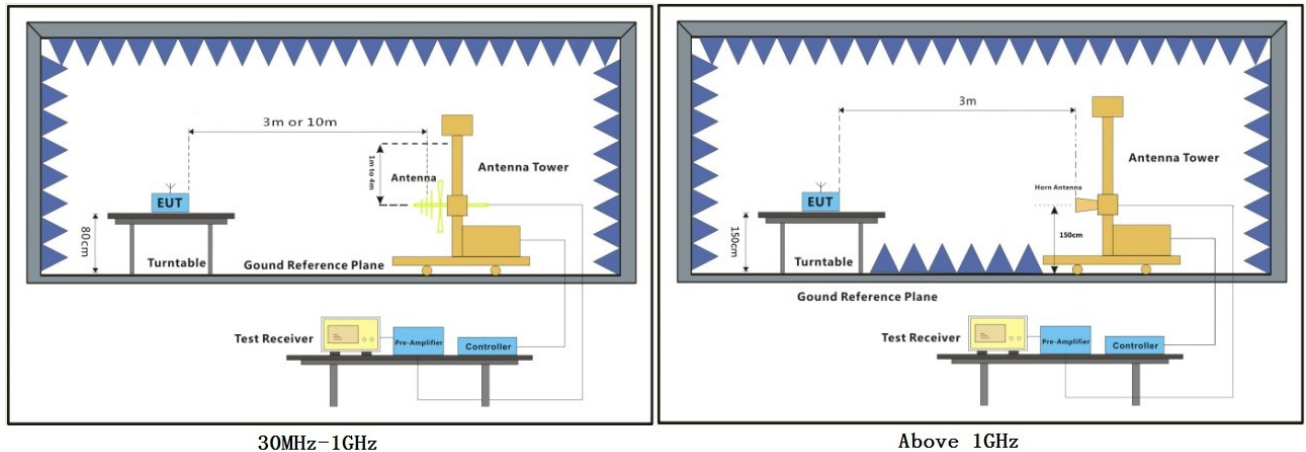 3m or 10m
1m to 4m
Antenna
Antenna Tower
EUT
80cm
Turntable
Gound Reference Plane
Test Receiver
Pre-Amplifier
Controller
30MHz-1GHz
3m
Antenna Tower
Horn Antenna
EUT
150cm
150cm
Turntable
Gound Reference Plane
Test Receiver
Pre-Amplifier
Controller
Above 1GHz